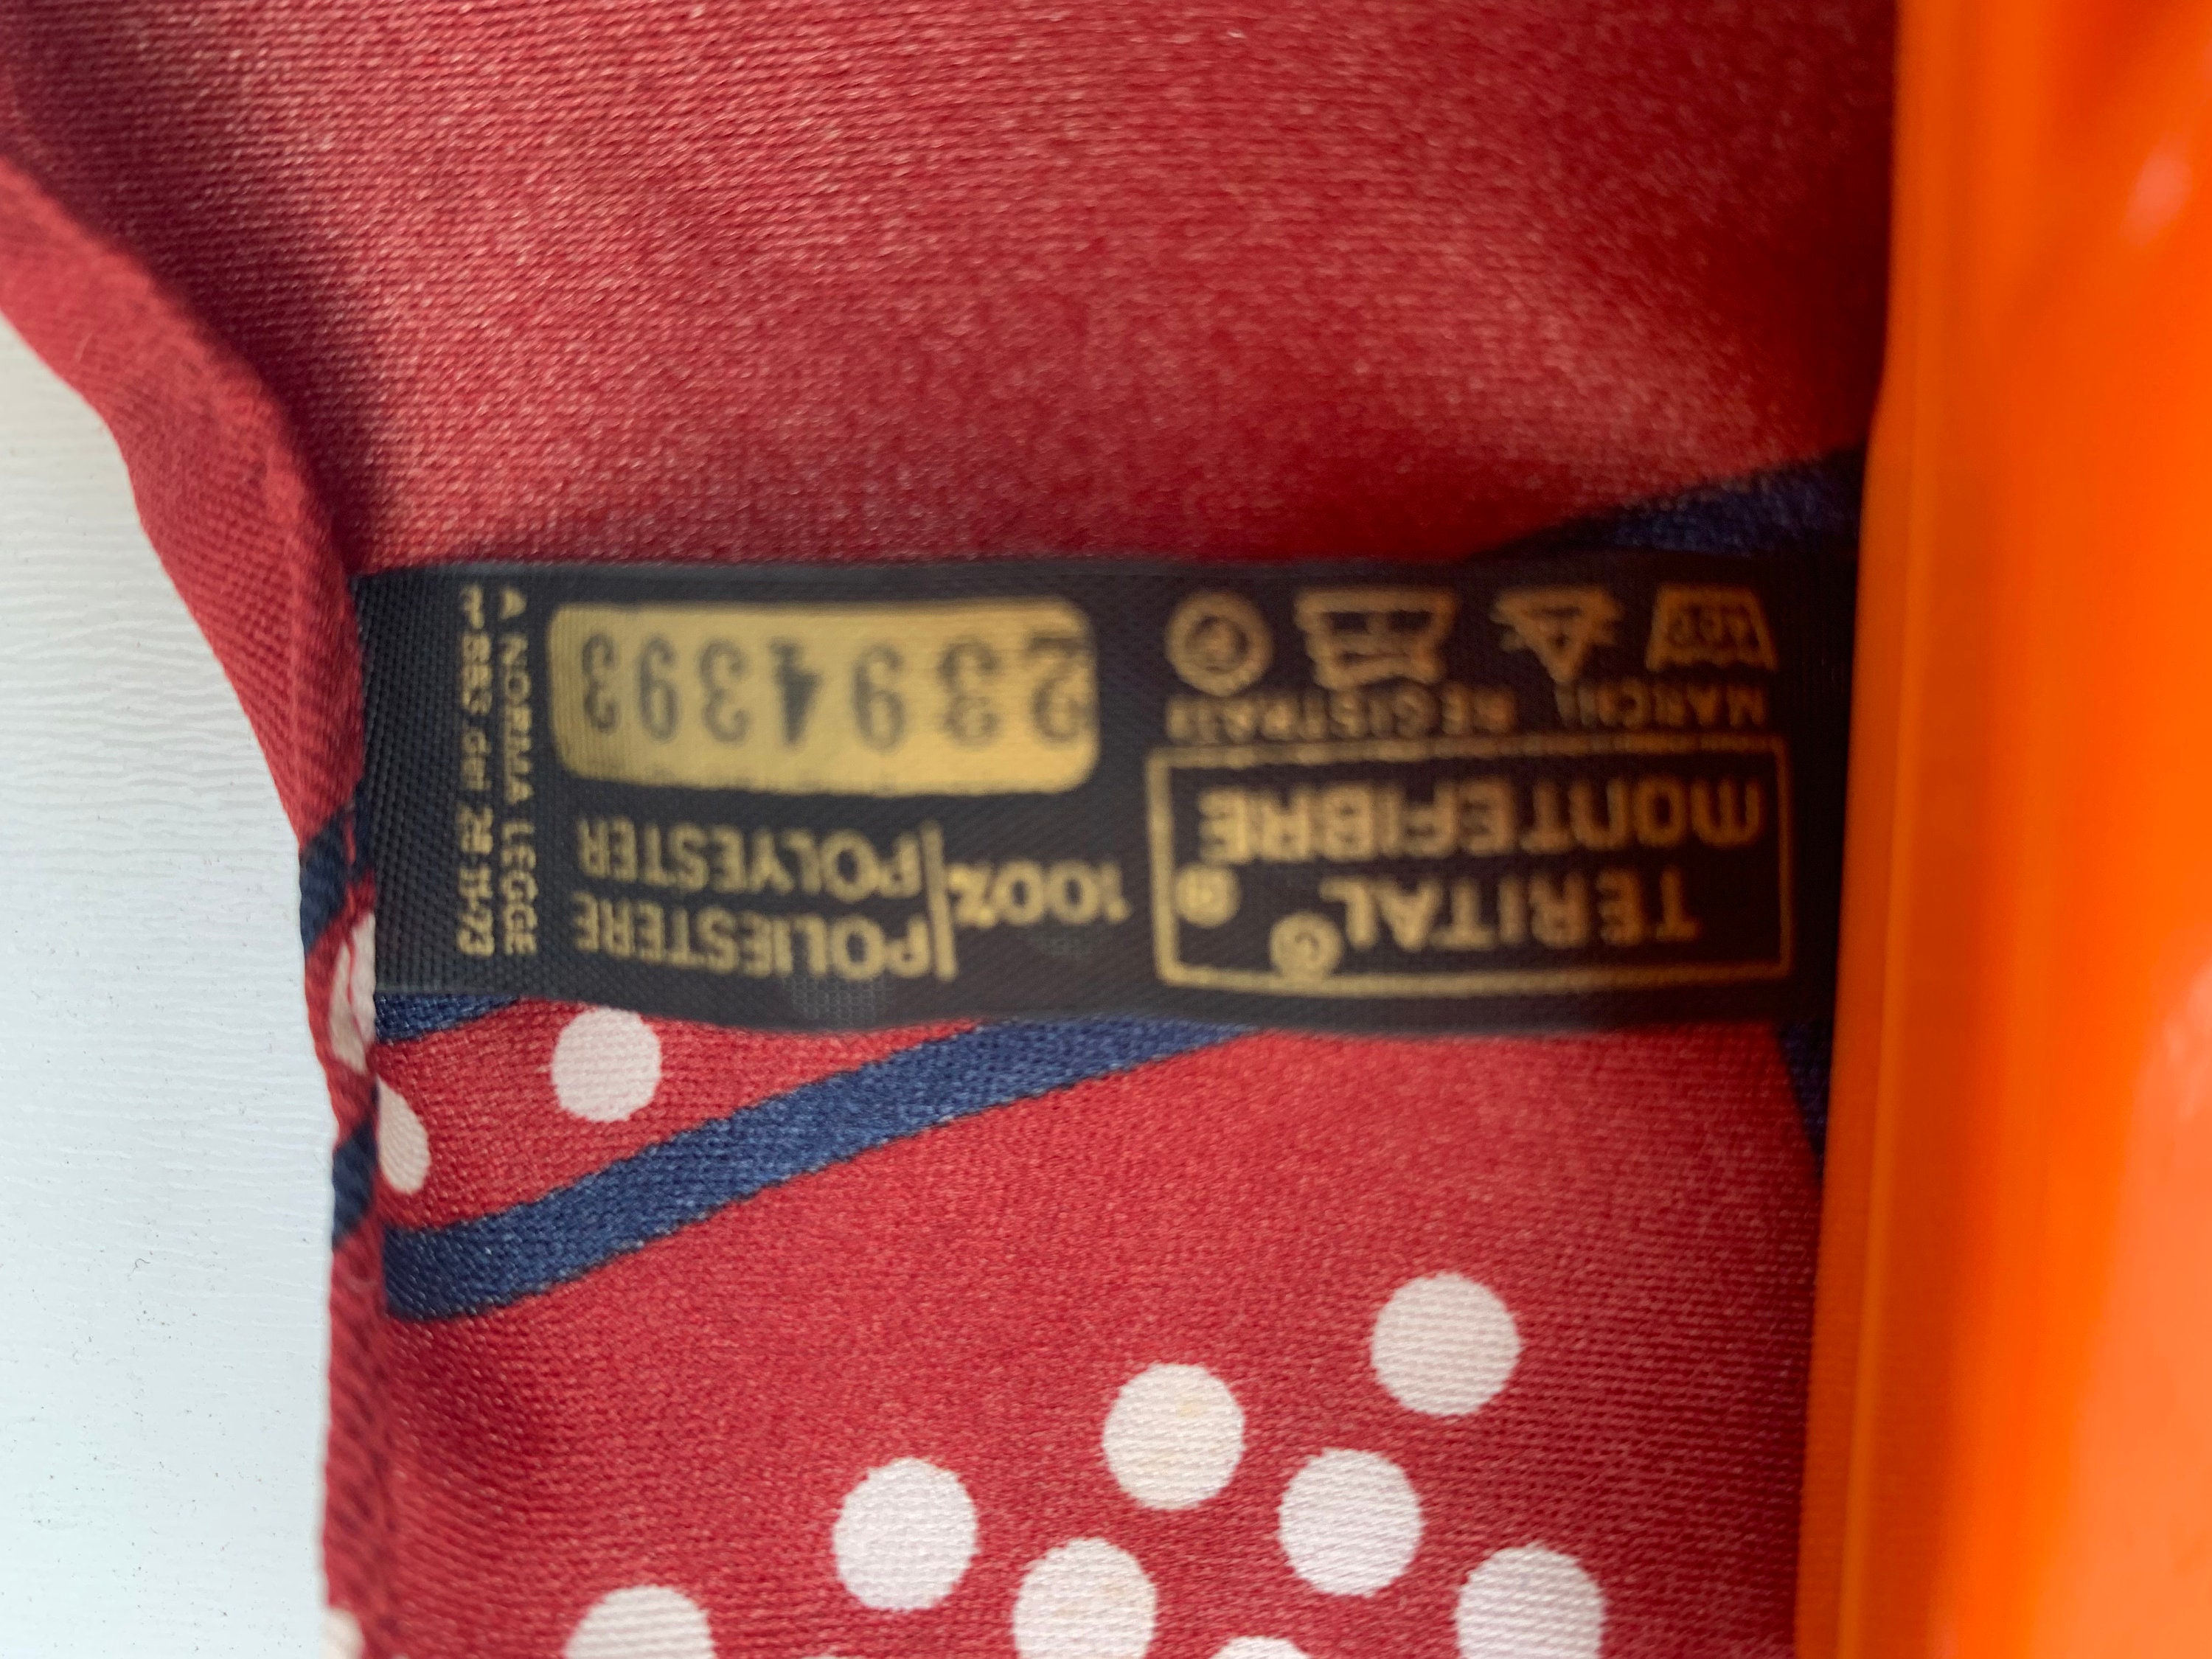 TERITAL®
MONTEFIBRE®
MARCHI REGISTRATI
A P
100% POLIESTERE
POLYESTER
2394393
A NORMA LEGGE
n° 883 del 26-11-73